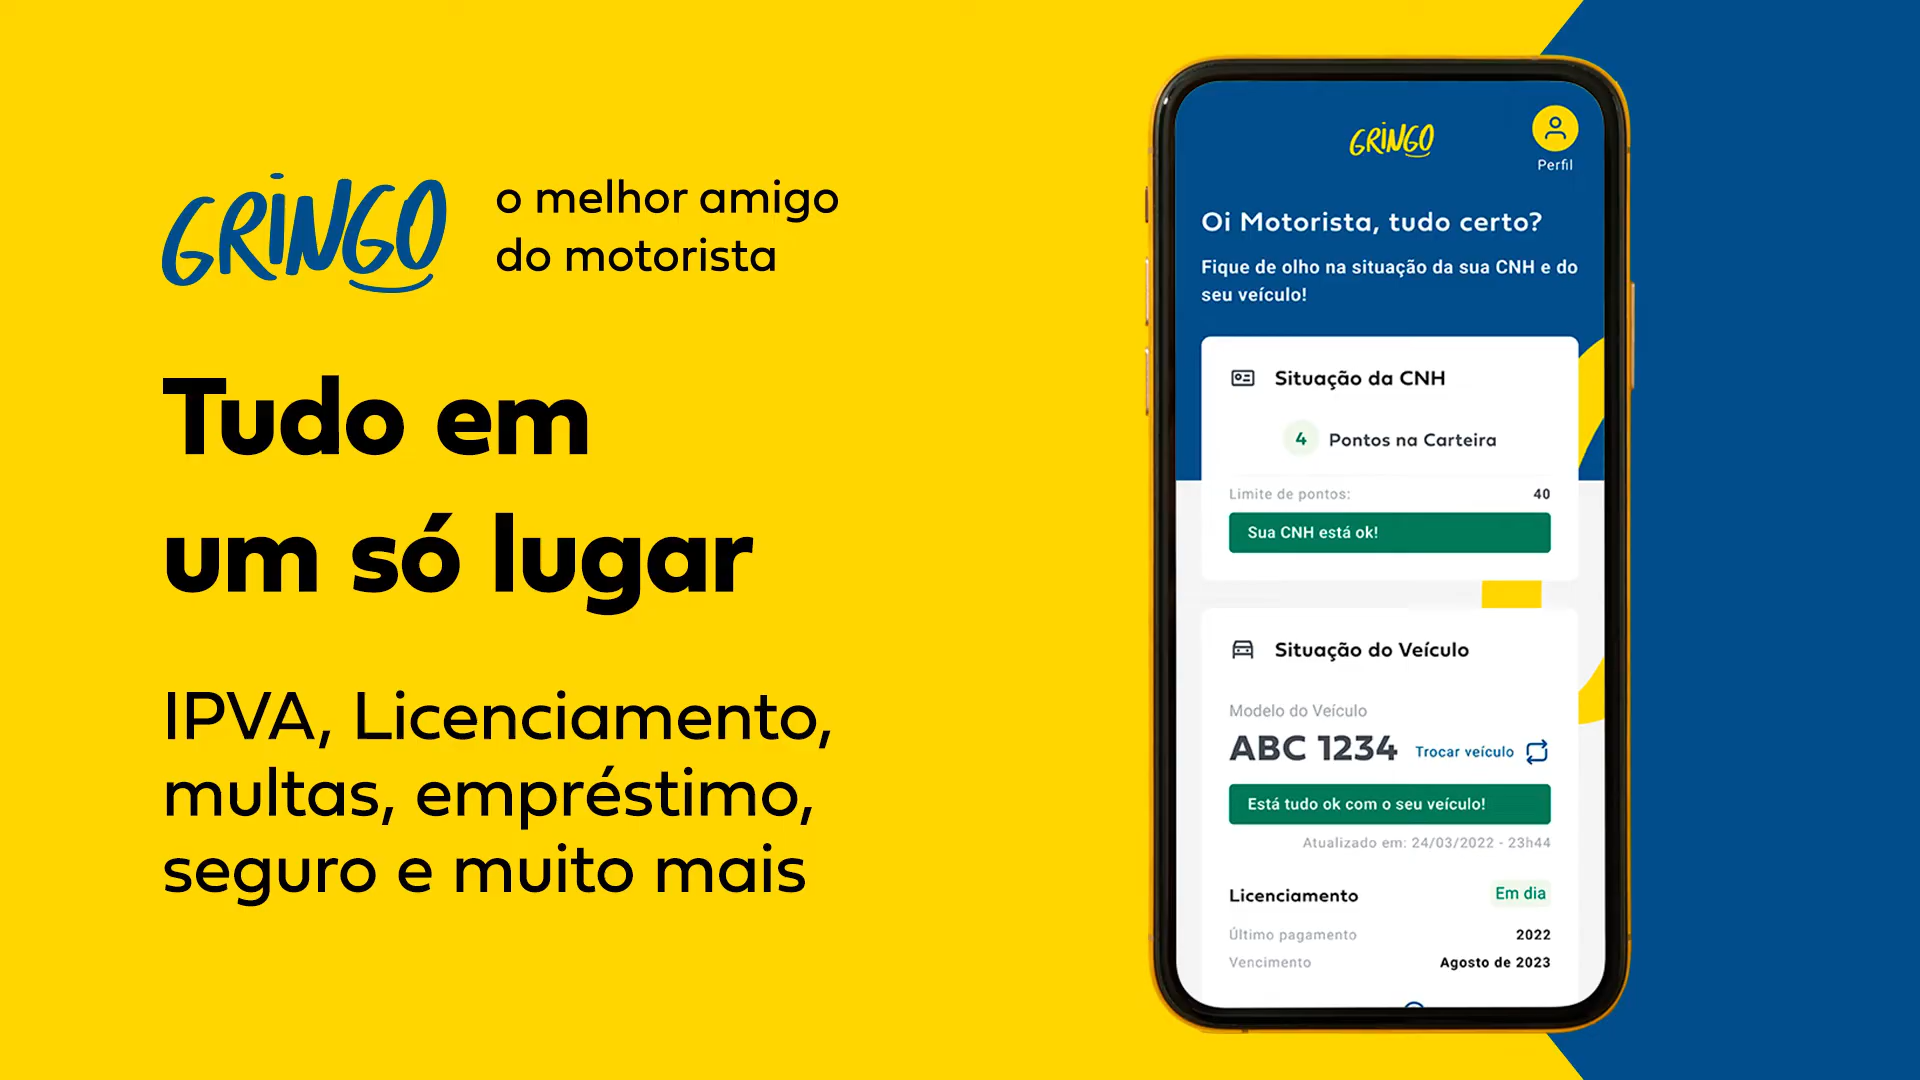 GRINGO
o melhor amigo
do motorista
Tudo em
um só lugar
IPVA, Licenciamento,
multas, empréstimo,
seguro e muito mais
GRINGO
Perfil
Oi Motorista, tudo certo?
Fique de olho na situação da sua CNH e do
seu veículo!
Situação da CNH
4 Pontos na Carteira
Limite de pontos: 40
Sua CNH está ok!
Situação do Veículo
Modelo do Veículo
ABC 1234 Trocar veículo
Está tudo ok com o seu veículo!
Atualizado em: 24/03/2022 - 23h44
Licenciamento Em dia
Último pagamento 2022
Vencimento Agosto de 2023